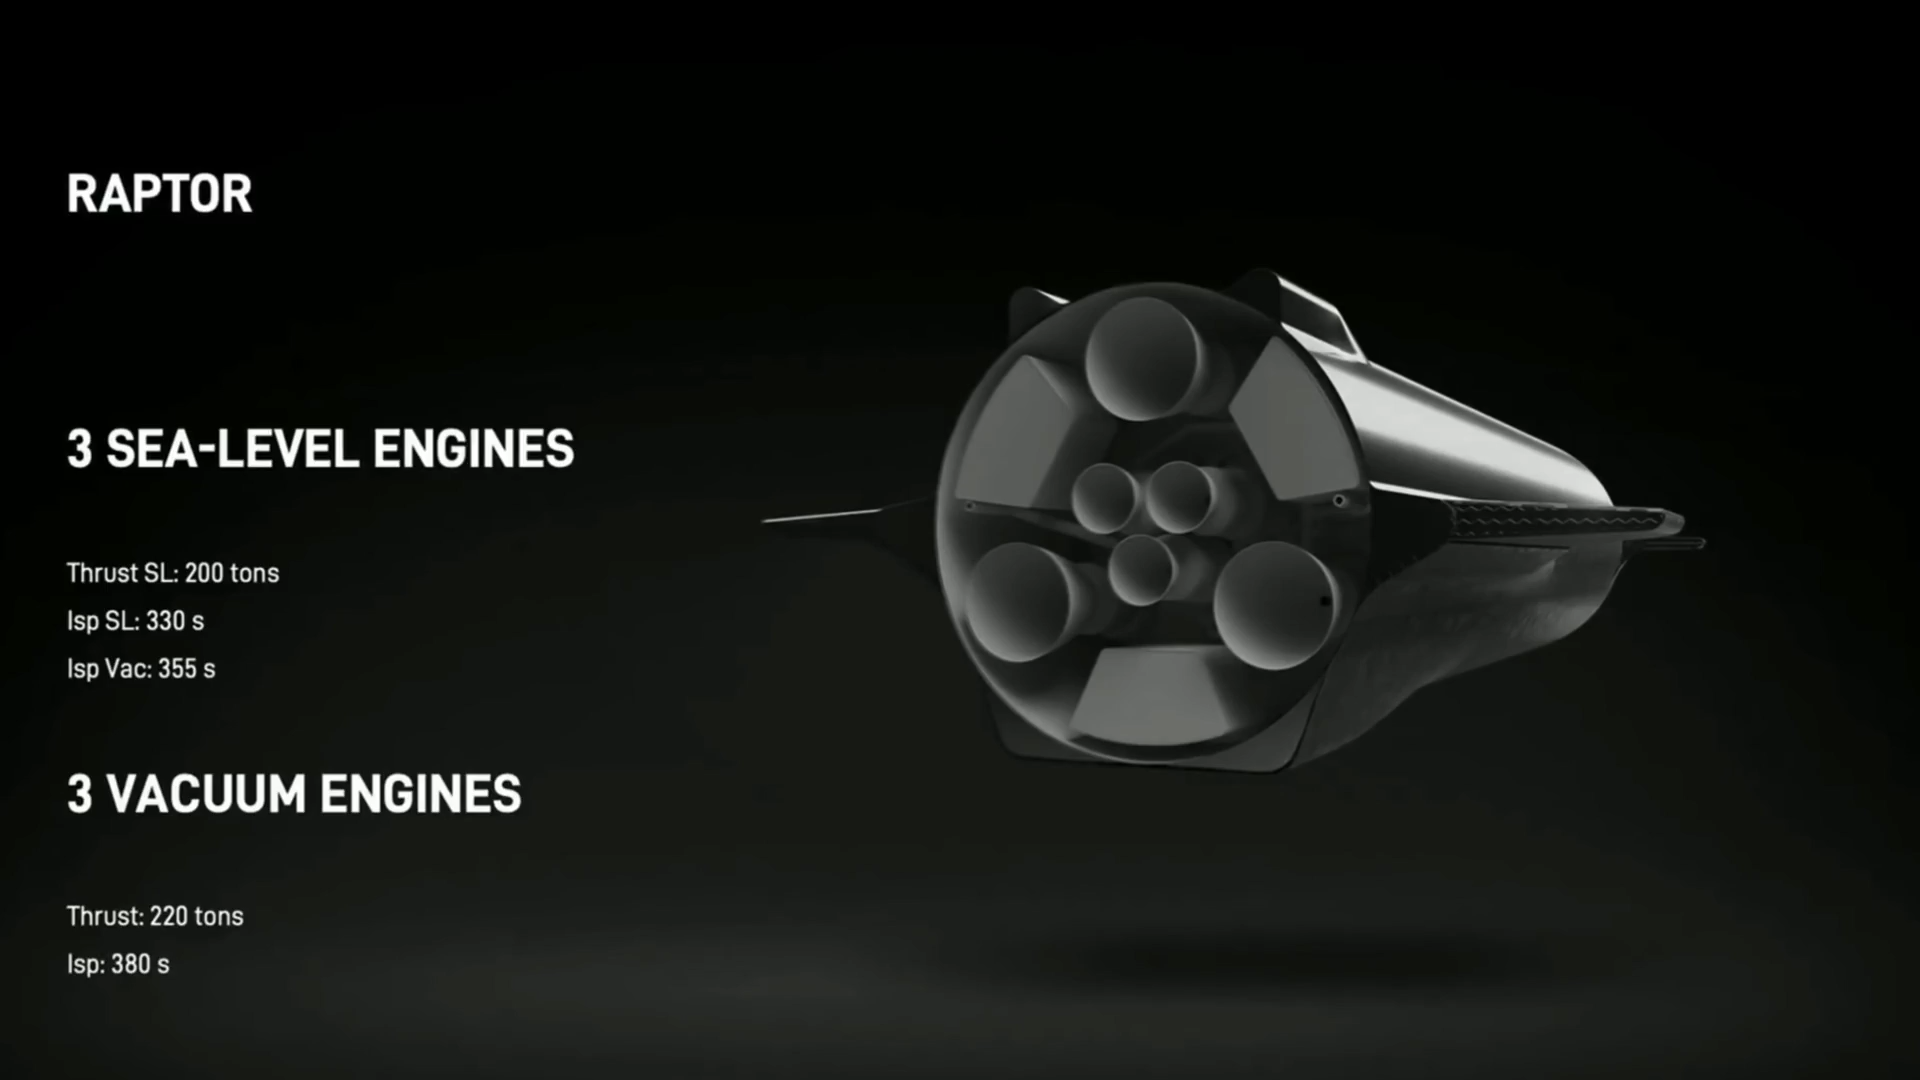 RAPTOR
3 SEA-LEVEL ENGINES
Thrust SL: 200 tons
Isp SL: 330 s
Isp Vac: 355 s
3 VACUUM ENGINES
Thrust: 220 tons
Isp: 380 s